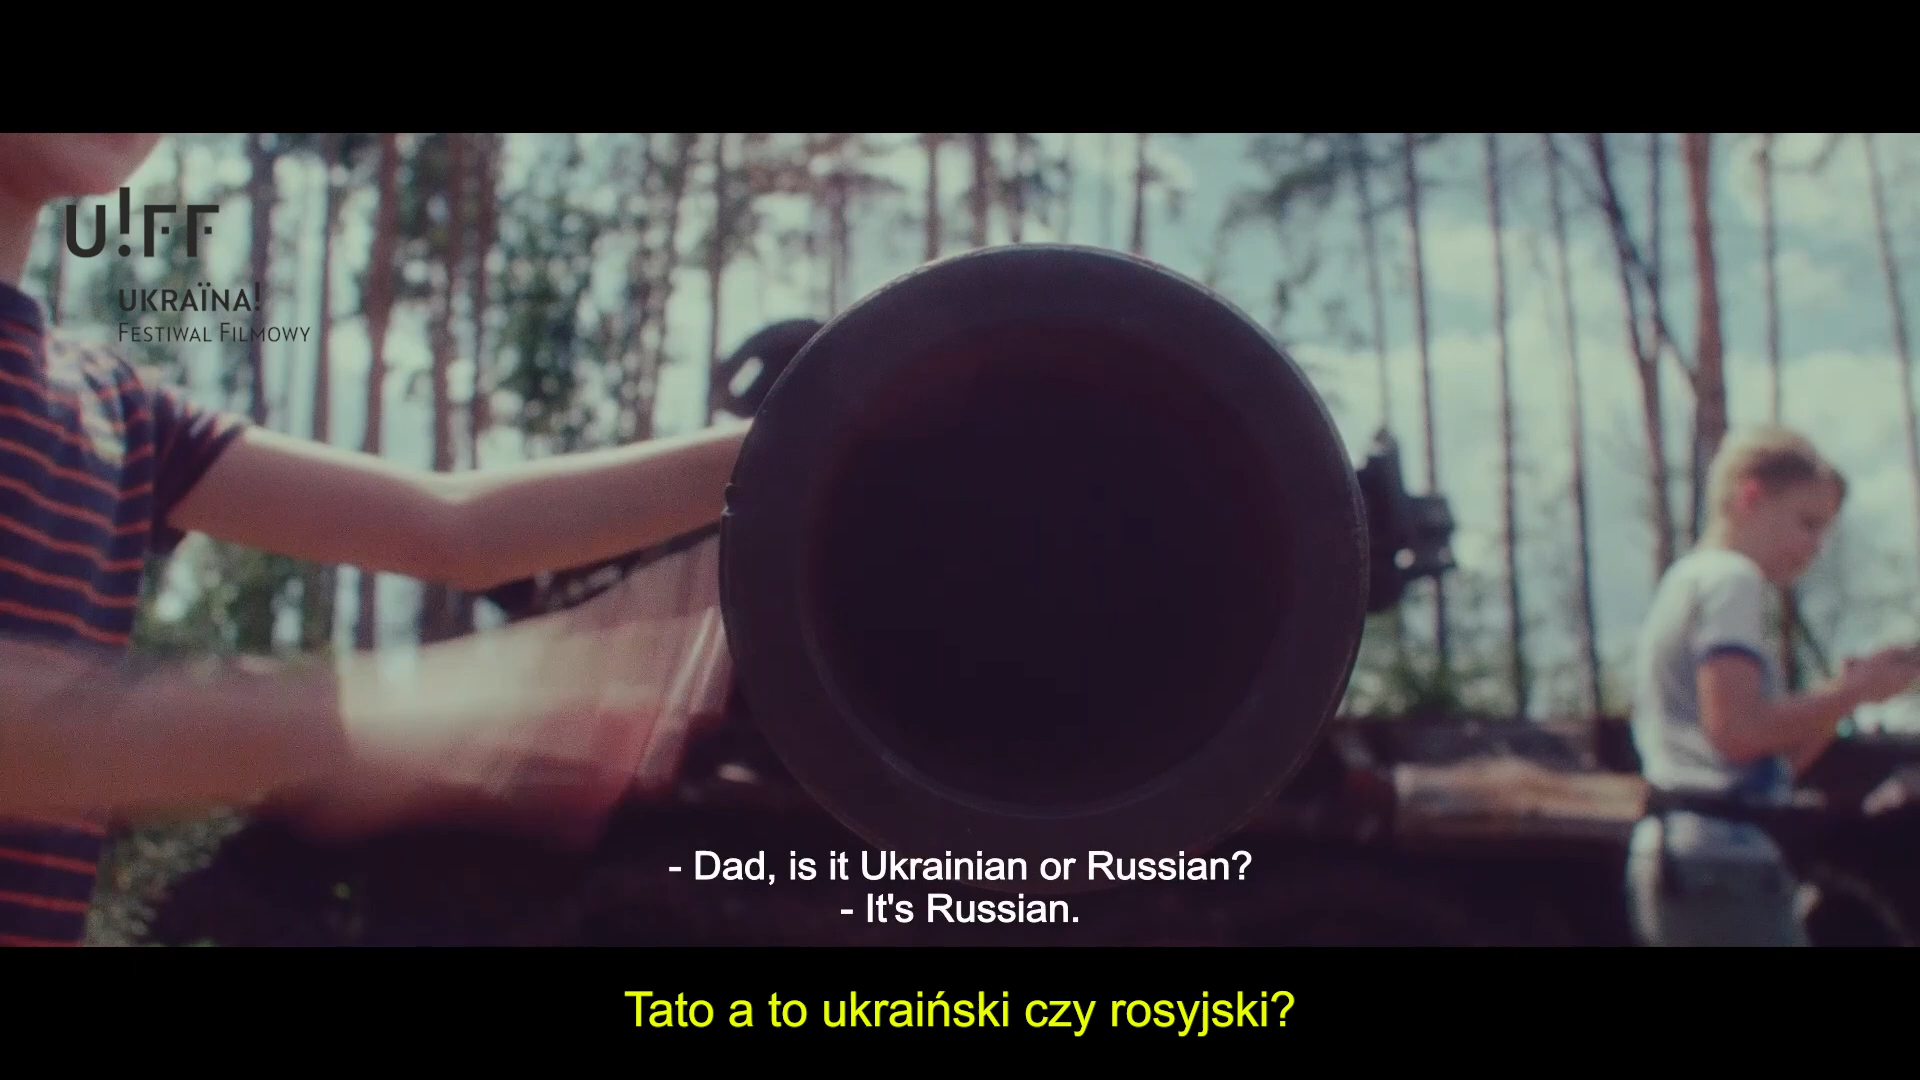 U!FF
UKRAÏNA!
FESTIWAL FILMOWY
- Dad, is it Ukrainian or Russian?
- It's Russian.
Tato a to ukraiński czy rosyjski?